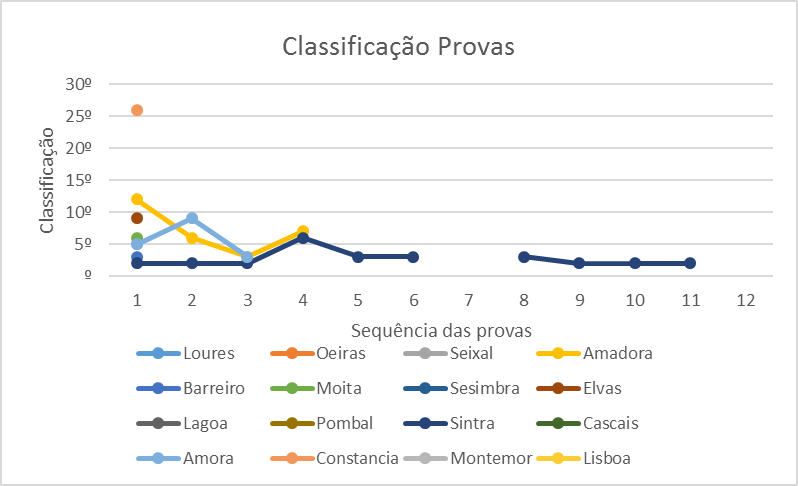 Classificação Provas
30º
25º
20º
15º
10º
5º
º
Classificação
1 2 3 4 5 6 7 8 9 10 11 12
Sequência das provas
Loures Oeiras Seixal Amadora
Barreiro Moita Sesimbra Elvas
Lagoa Pombal Sintra Cascais
Amora Constancia Montemor Lisboa